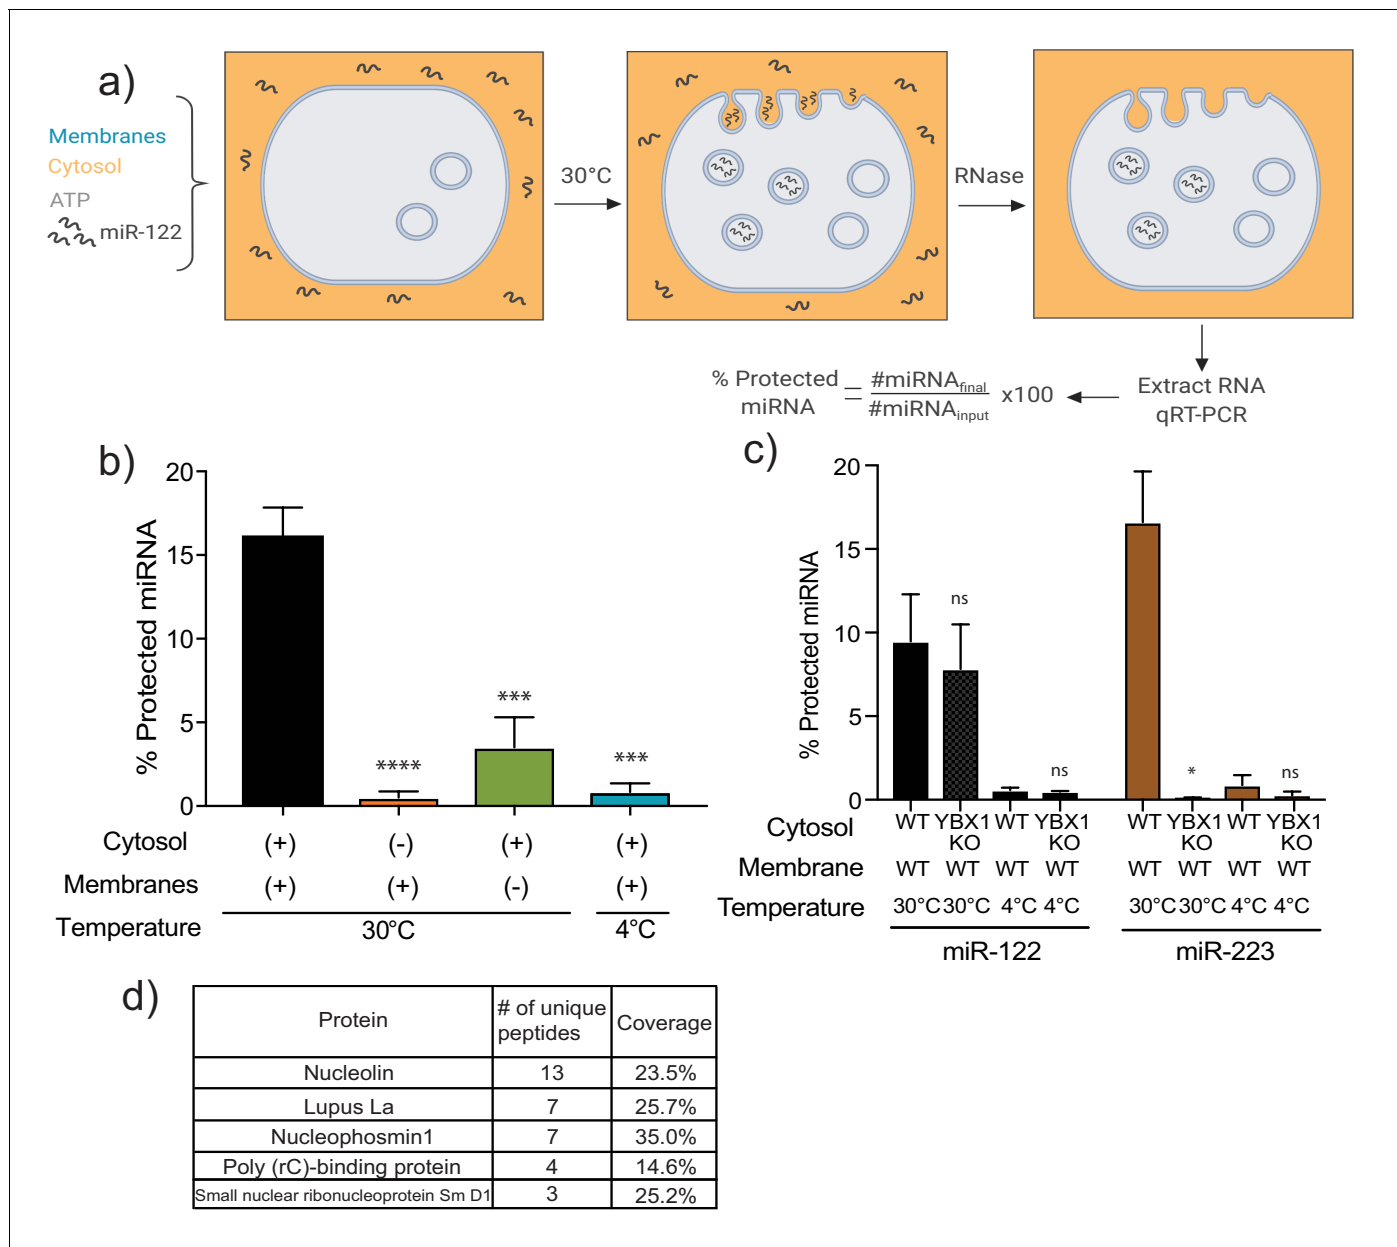 a)
Membranes
Cytosol
ATP
miR-122
30°C
RNase
Extract RNA
qRT-PCR
% Protected miRNA = #miRNAfinal / #miRNAinput x100
b)
% Protected miRNA
20
15
10
5
0
**** *** ***
Cytosol (+) (-) (+) (+)
Membranes (+) (+) (-) (+)
Temperature 30°C 4°C
c)
% Protected miRNA
20
15
10
5
0
ns ns * ns
Cytosol WT YBX1 KO WT YBX1 KO WT YBX1 KO WT YBX1 KO
Membrane WT WT WT WT WT WT WT WT
Temperature 30°C 30°C 4°C 4°C 30°C 30°C 4°C 4°C
miR-122 miR-223
d)
Protein # of unique peptides Coverage
Nucleolin 13 23.5%
Lupus La 7 25.7%
Nucleophosmin1 7 35.0%
Poly (rC)-binding protein 4 14.6%
Small nuclear ribonucleoprotein Sm D1 3 25.2%